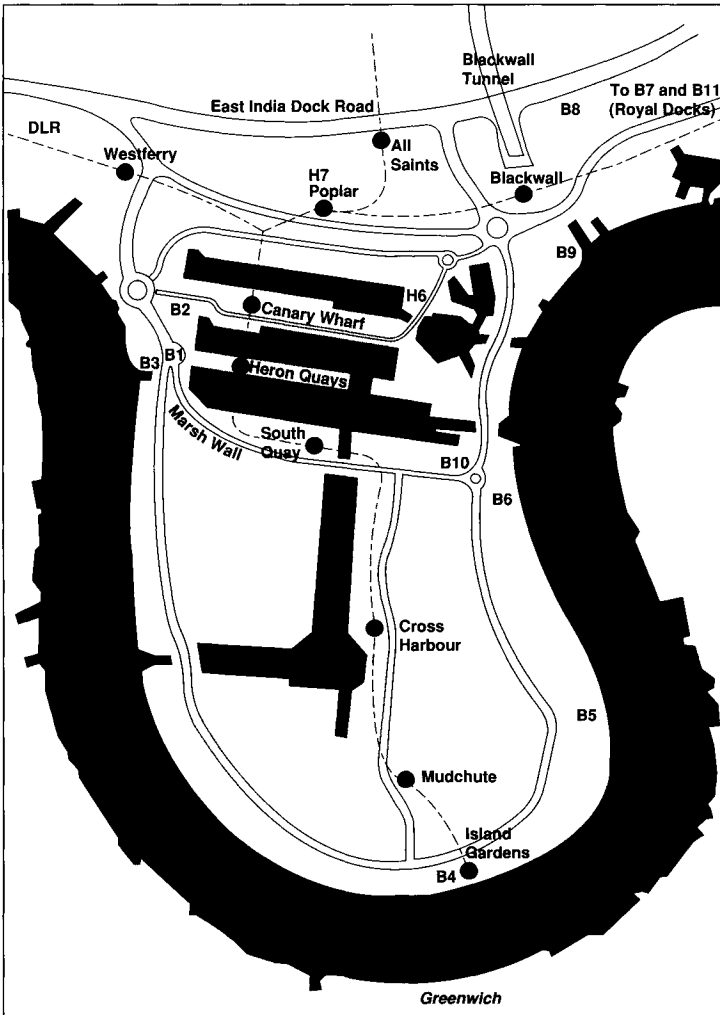 Blackwall
Tunnel
To B7 and B11
(Royal Docks)
East India Dock Road
B8
DLR
All
Saints
Westferry
H7
Poplar
Blackwall
B9
H6
B2
Canary Wharf
B1
B3
Heron Quays
Marsh Wall
South
Quay
B10
B6
Cross
Harbour
B5
Mudchute
Island
Gardens
B4
Greenwich